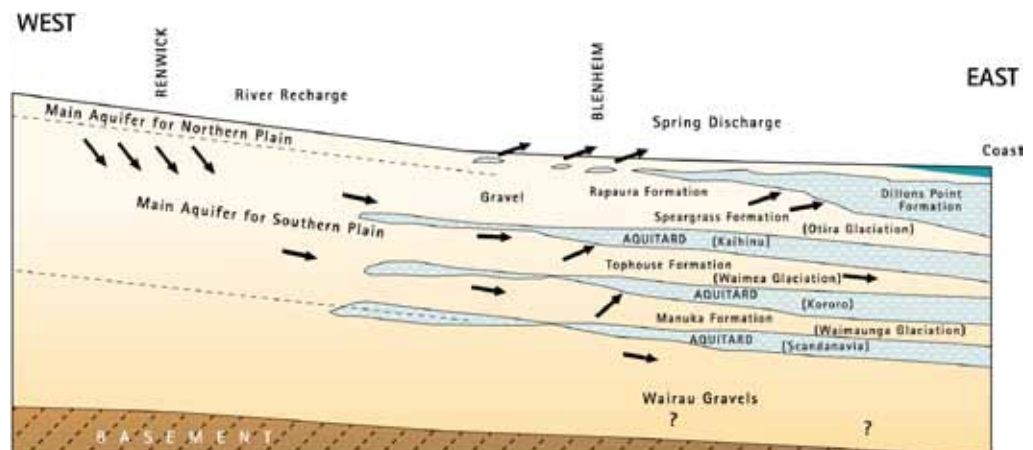 WEST
RENWICK
River Recharge
BLENHEIM
EAST
Spring Discharge
Main Aquifer for Northern Plain
Coast
Gravel
Rapaura Formation
Dillons Point
Formation
Main Aquifer for Southern Plain
Speargrass Formation
(Otira Glaciation)
AQUITARD (Kaihinu)
Tophouse Formation
(Waimea Glaciation)
AQUITARD
(Kororo)
Manuka Formation
(Waimaunga Glaciation)
AQUITARD
(Scandanavia)
Wairau Gravels
? ?
BASEMENT